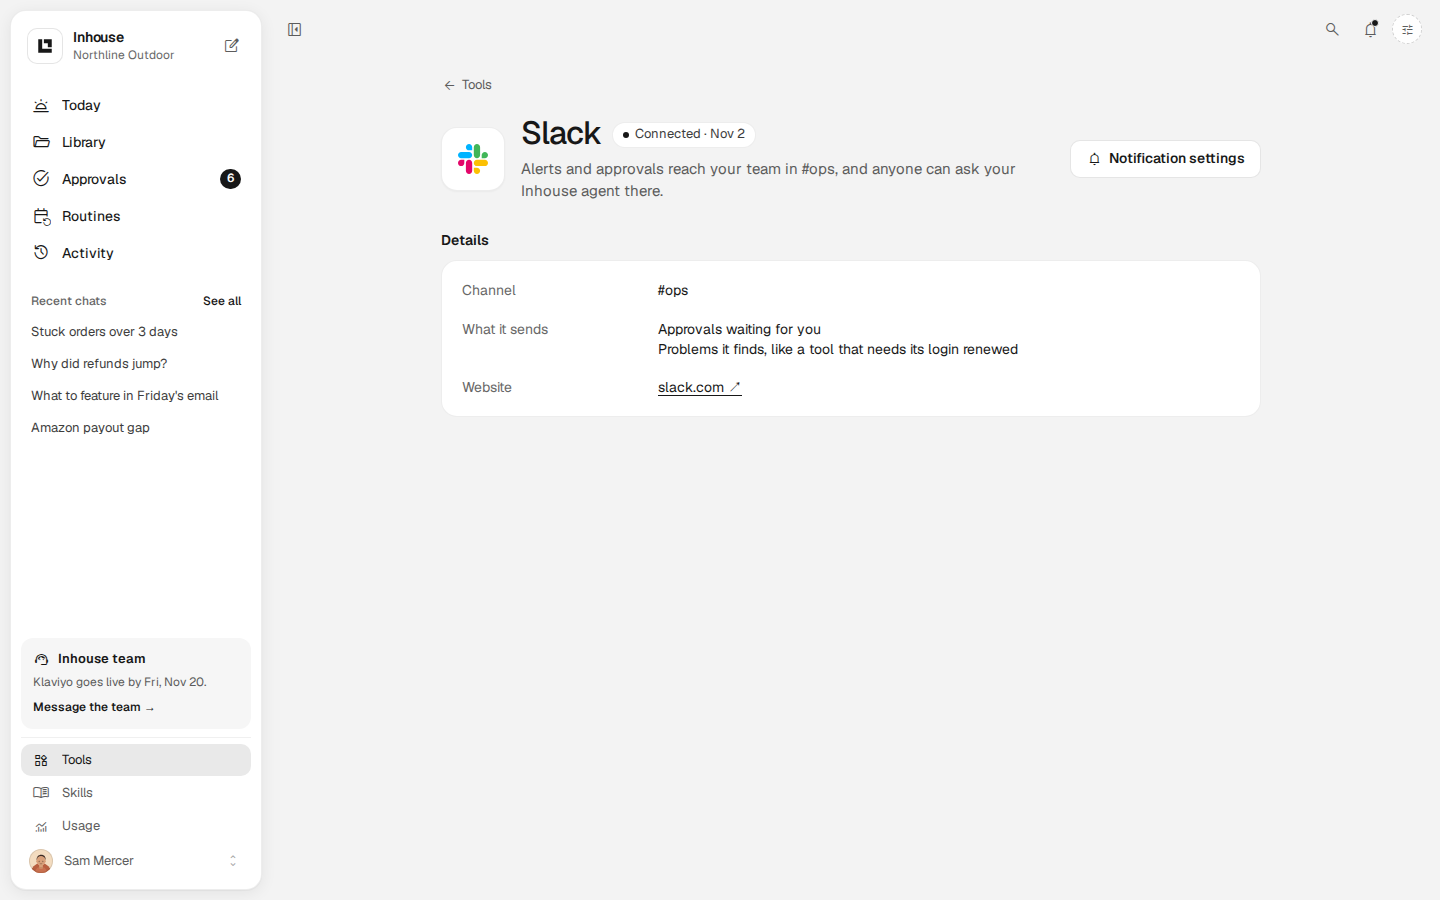 Inhouse
Northline Outdoor
Today
Library
Approvals 6
Routines
Activity
Recent chats See all
Stuck orders over 3 days
Why did refunds jump?
What to feature in Friday's email
Amazon payout gap
Inhouse team
Klaviyo goes live by Fri, Nov 20.
Message the team →
Tools
Skills
Usage
Sam Mercer
← Tools
Slack Connected · Nov 2
Alerts and approvals reach your team in #ops, and anyone can ask your
Inhouse agent there.
Notification settings
Details
Channel #ops
What it sends Approvals waiting for you
Problems it finds, like a tool that needs its login renewed
Website slack.com ↗